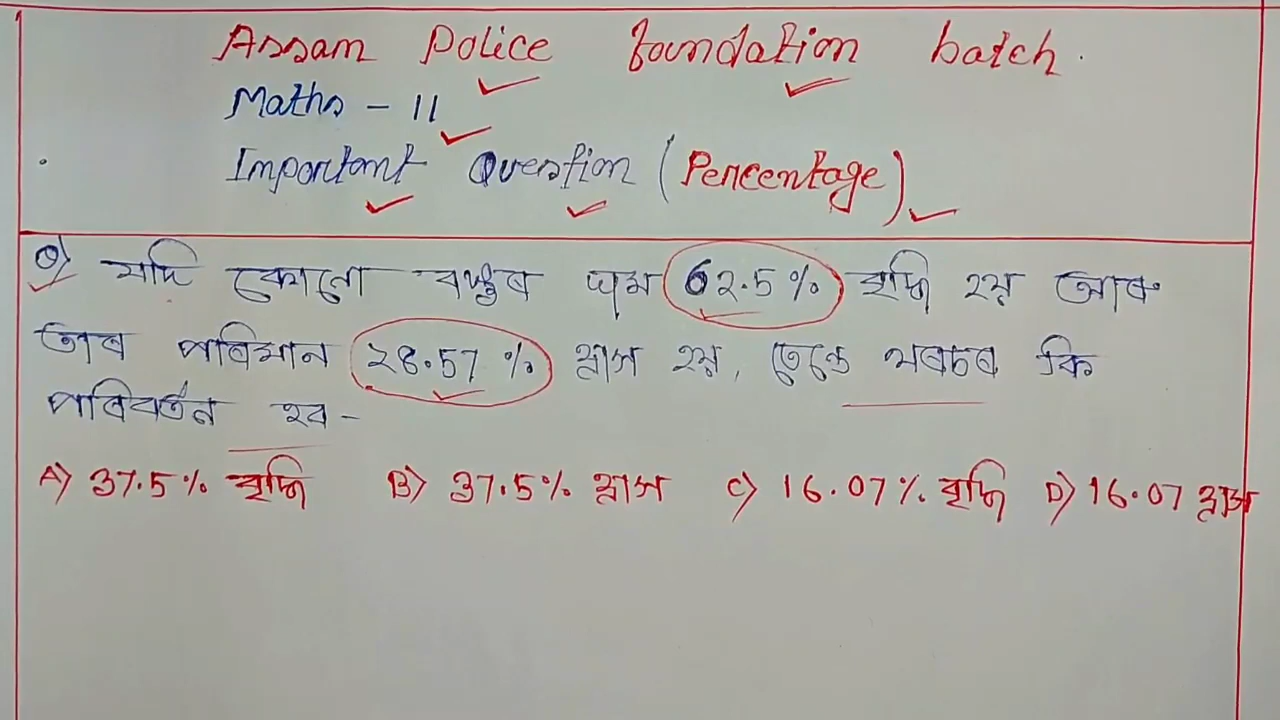 Assam Police foundation batch.
Maths - 11
Important Question (Percentage)
Q) যদি কোনো বস্তুৰ দাম 62.5% বৃদ্ধি হয় আৰু
তাৰ পৰিমান 28.57% হ্ৰাস হয়, তেন্তে খৰচৰ কি
পৰিবৰ্তন হব -
A) 37.5% বৃদ্ধি B) 37.5% হ্ৰাস C) 16.07% বৃদ্ধি D) 16.07 হ্ৰাস